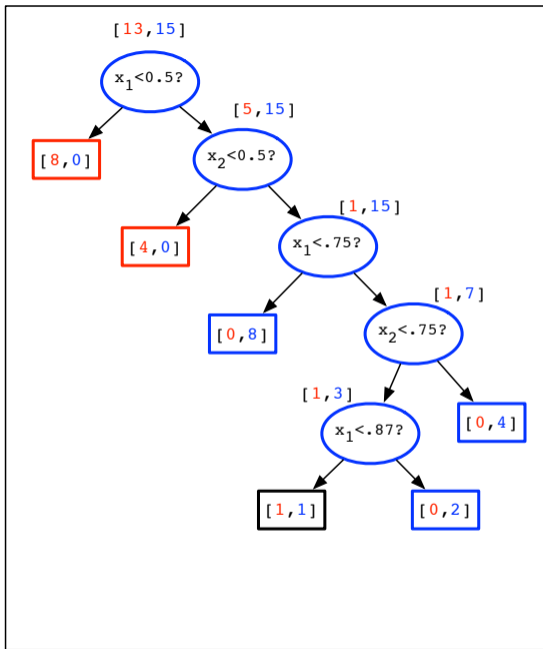 [13,15]
x1<0.5?
[5,15]
[8,0]
x2<0.5?
[1,15]
[4,0]
x1<.75?
[1,7]
[0,8]
x2<.75?
[1,3]
[0,4]
x1<.87?
[1,1]
[0,2]